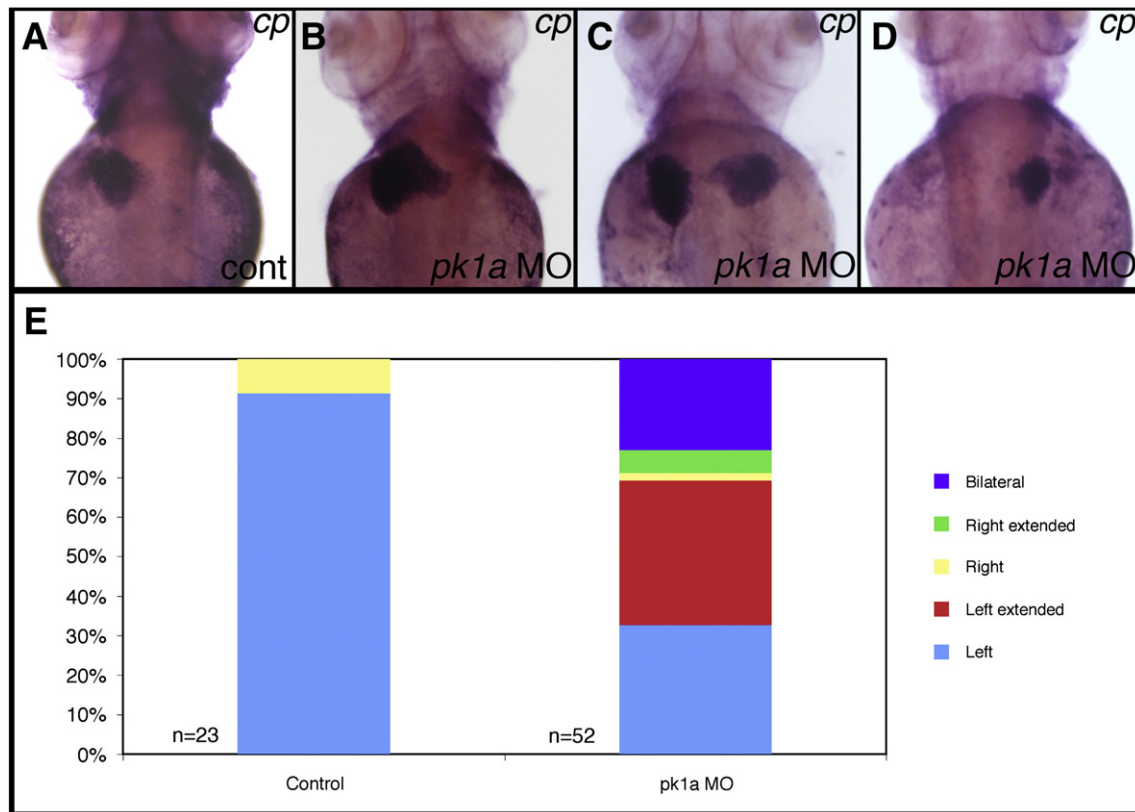 A
cp
cont
B
cp
pk1a MO
C
cp
pk1a MO
D
cp
pk1a MO
E
100%
90%
80%
70%
60%
50%
40%
30%
20%
10%
0%
n=23
n=52
Control
pk1a MO
Bilateral
Right extended
Right
Left extended
Left